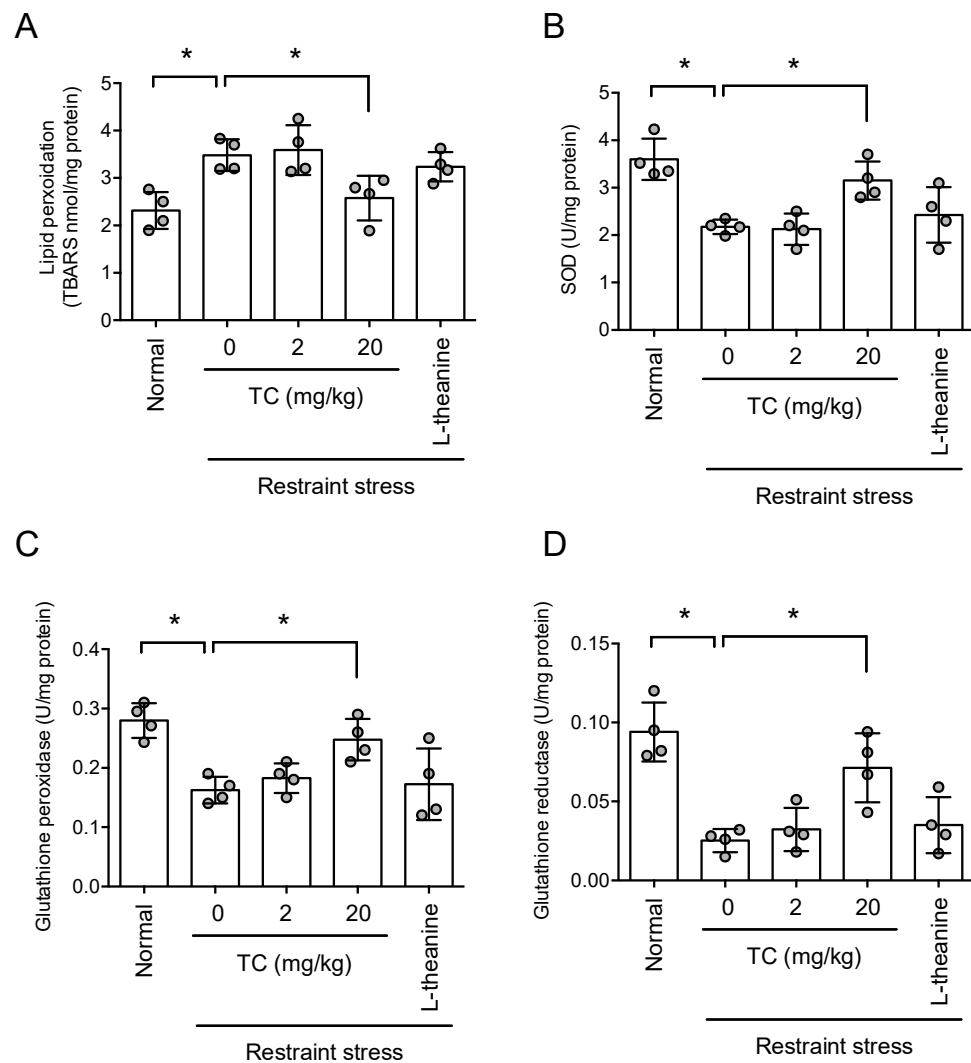 A
* *
Lipid perxoidation
(TBARS nmol/mg protein)
5
4
3
2
1
0
Normal
0 2 20
TC (mg/kg)
L-theanine
Restraint stress
B
* *
SOD (U/mg protein)
5
4
3
2
1
0
Normal
0 2 20
TC (mg/kg)
L-theanine
Restraint stress
C
* *
Glutathione peroxidase (U/mg protein)
0.4
0.3
0.2
0.1
0.0
Normal
0 2 20
TC (mg/kg)
L-theanine
Restraint stress
D
* *
Glutathione reductase (U/mg protein)
0.15
0.10
0.05
0.00
Normal
0 2 20
TC (mg/kg)
L-theanine
Restraint stress